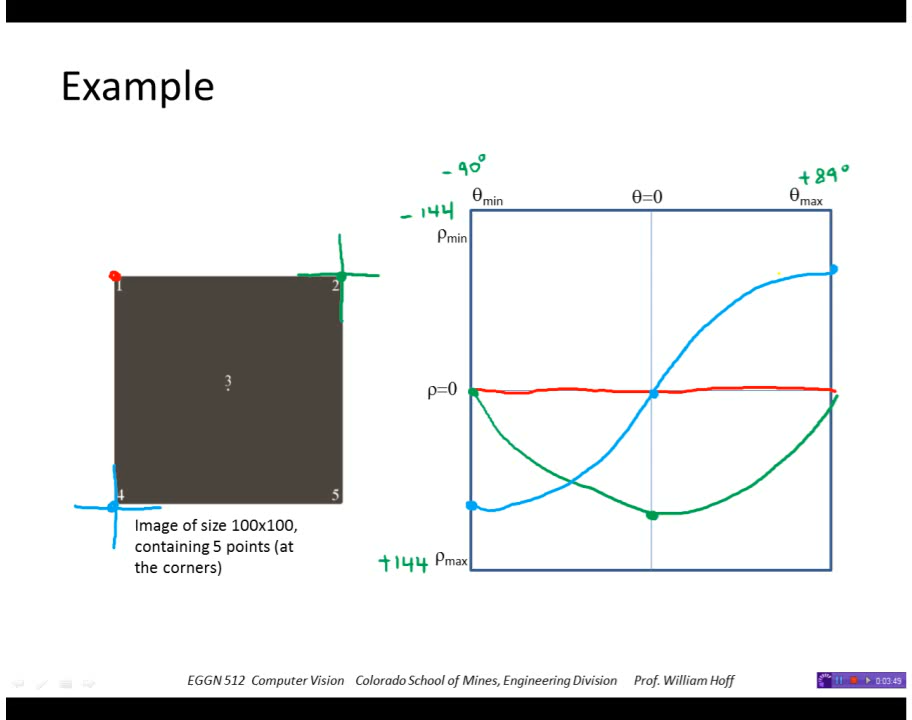 Example
-90°
+89°
θmin
θ=0
θmax
-144
ρmin
1
2
3
ρ=0
4
5
Image of size 100x100,
containing 5 points (at
the corners)
+144
ρmax
EGGN 512 Computer Vision Colorado School of Mines, Engineering Division Prof. William Hoff
0:03:49